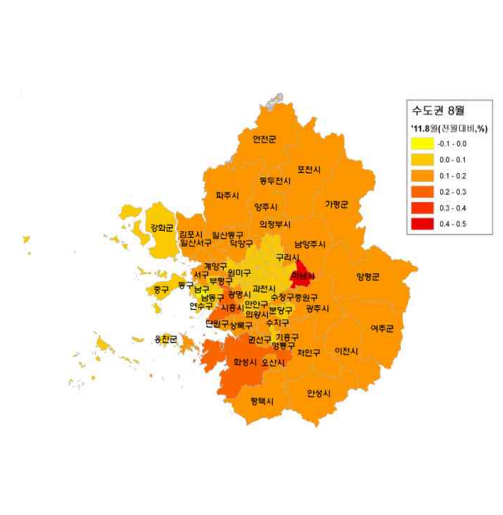 수도권 8월
'11.8월(전월대비,%)
-0.1 - 0.0
0.0 - 0.1
0.1 - 0.2
0.2 - 0.3
0.3 - 0.4
0.4 - 0.5
연천군
포천시
동두천시
파주시
가평군
양주시
의정부시
강화군
김포시 일산동구
일산서구 덕양구
남양주시
구리시
계양구
서구 원미구
부평구
하남시
양평군
중구
동구
남구
남동구
광명시
과천시
수정구 중원구
연수구
시흥시
만안구
분당구
광주시
의왕시
단원구 상록구
수지구
여주군
옹진군
권선구
기흥구
영통구
처인구
이천시
화성시 오산시
평택시
안성시